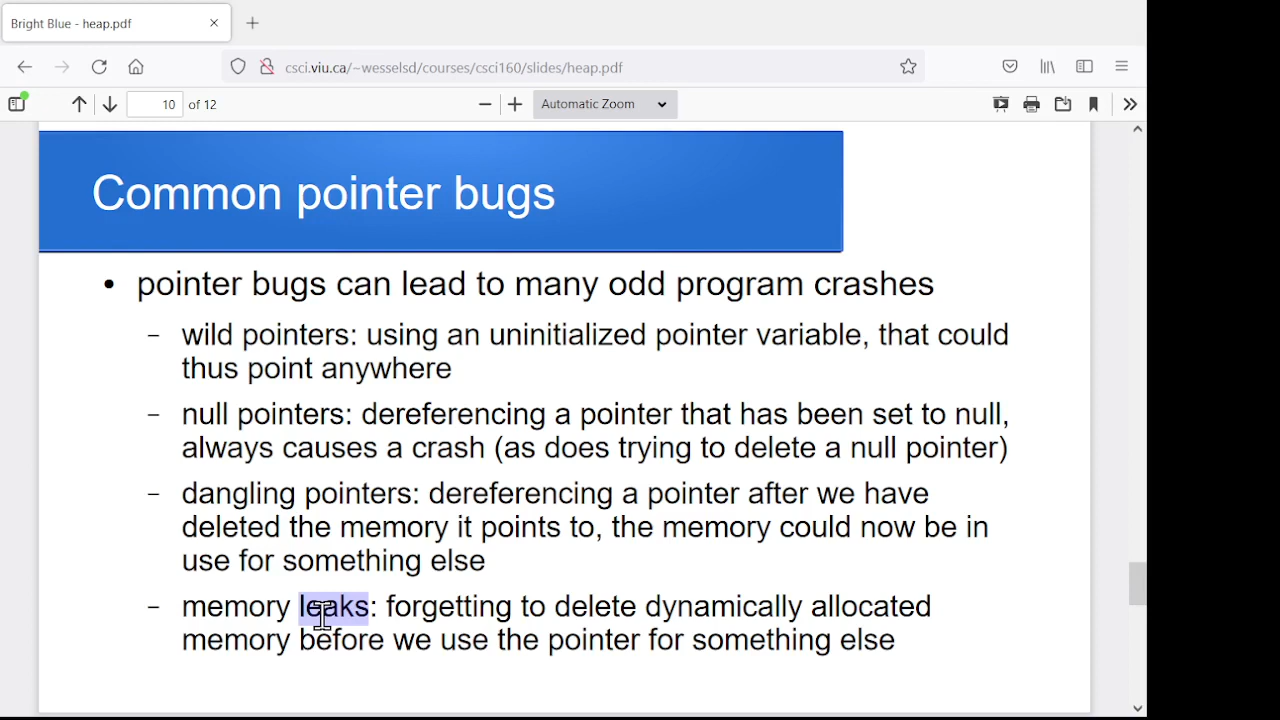 Bright Blue - heap.pdf
csci.viu.ca/~wesselsd/courses/csci160/slides/heap.pdf
10 of 12
Automatic Zoom
Common pointer bugs
• pointer bugs can lead to many odd program crashes
– wild pointers: using an uninitialized pointer variable, that could
thus point anywhere
– null pointers: dereferencing a pointer that has been set to null,
always causes a crash (as does trying to delete a null pointer)
– dangling pointers: dereferencing a pointer after we have
deleted the memory it points to, the memory could now be in
use for something else
– memory leaks: forgetting to delete dynamically allocated
memory before we use the pointer for something else